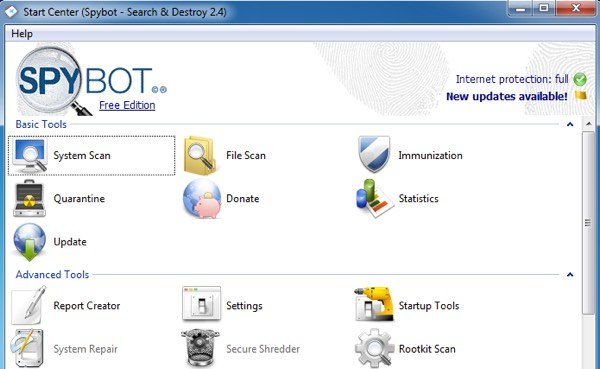 Start Center (Spybot - Search & Destroy 2.4)
Help
SPYBOT
Free Edition
Internet protection: full
New updates available!
Basic Tools
System Scan File Scan Immunization
Quarantine Donate Statistics
Update
Advanced Tools
Report Creator Settings Startup Tools
System Repair Secure Shredder Rootkit Scan